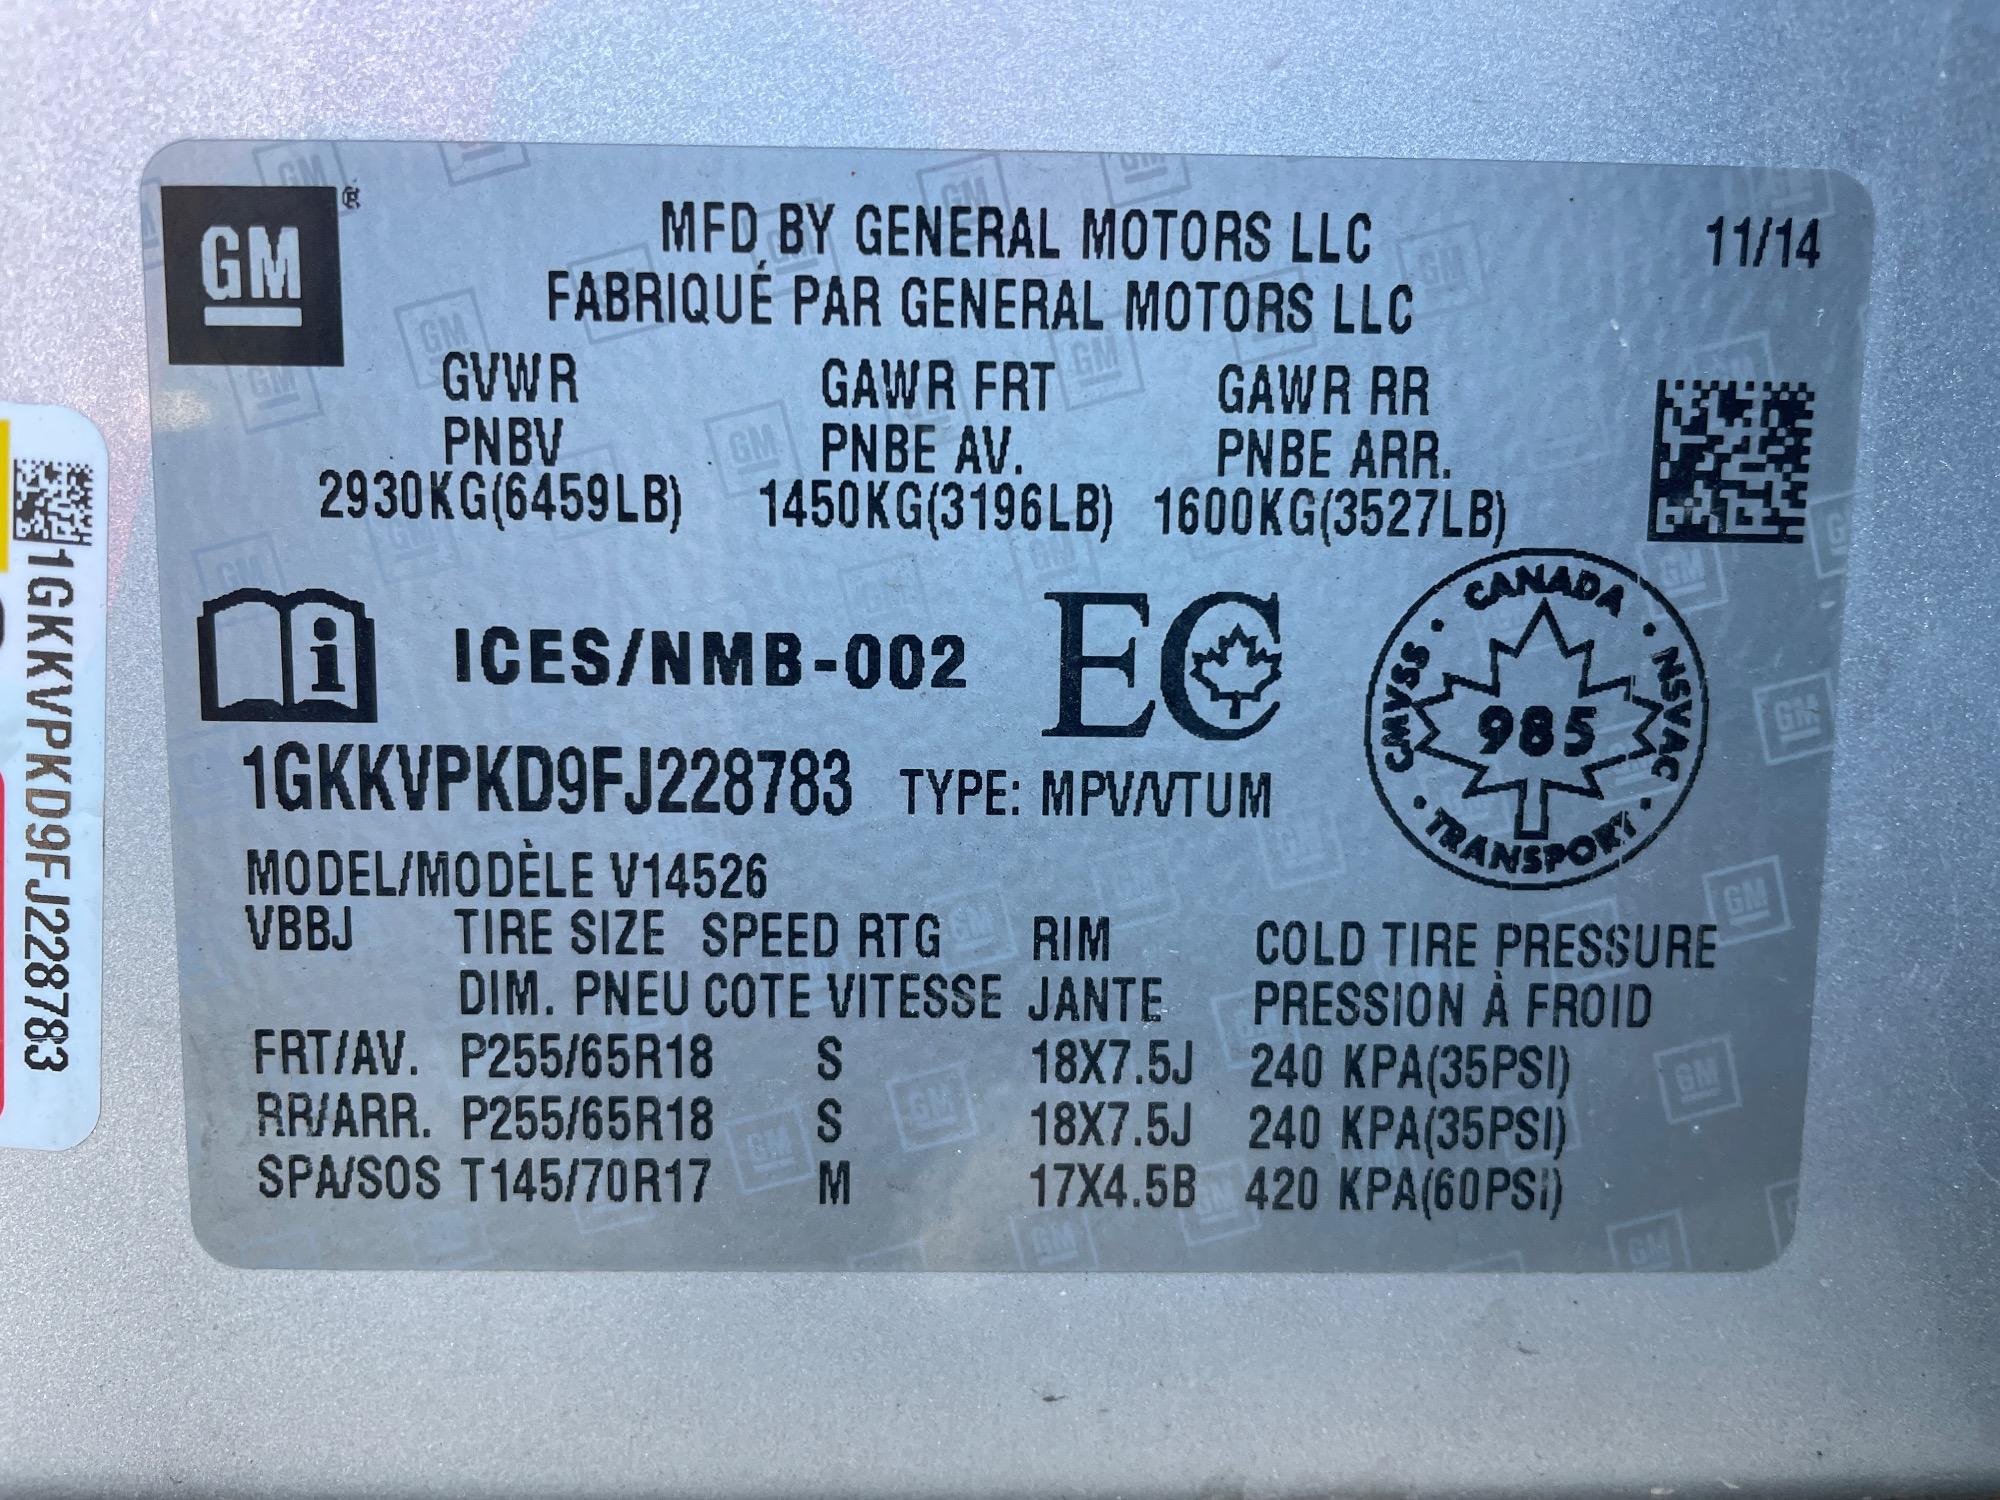 GM®
MFD BY GENERAL MOTORS LLC
11/14
FABRIQUÉ PAR GENERAL MOTORS LLC
GVWR GAWR FRT GAWR RR
PNBV PNBE AV. PNBE ARR.
2930KG(6459LB) 1450KG(3196LB) 1600KG(3527LB)
i ICES/NMB-002 EC
CANADA · NSVAC · TRANSPORT · CMVSS ·
985
1GKKVPKD9FJ228783 TYPE: MPV/VTUM
MODEL/MODÈLE V14526
VBBJ TIRE SIZE SPEED RTG RIM COLD TIRE PRESSURE
DIM. PNEU COTE VITESSE JANTE PRESSION À FROID
FRT/AV. P255/65R18 S 18X7.5J 240 KPA(35PSI)
RR/ARR. P255/65R18 S 18X7.5J 240 KPA(35PSI)
SPA/SOS T145/70R17 M 17X4.5B 420 KPA(60PSI)
1GKKVPKD9FJ228783